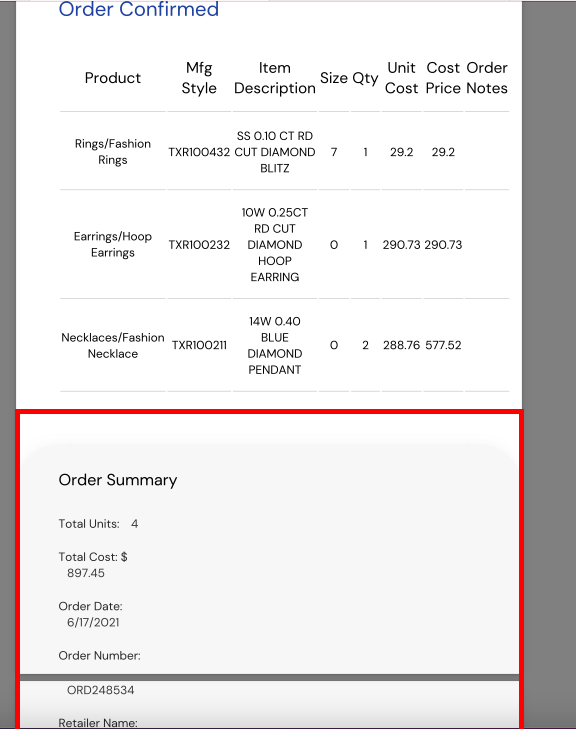 Order Confirmed
Product Mfg Style Item Description Size Qty Unit Cost Cost Price Order Notes
Rings/Fashion Rings TXR100432 SS 0.10 CT RD CUT DIAMOND BLITZ 7 1 29.2 29.2
Earrings/Hoop Earrings TXR100232 10W 0.25CT RD CUT DIAMOND HOOP EARRING 0 1 290.73 290.73
Necklaces/Fashion Necklace TXR100211 14W 0.40 BLUE DIAMOND PENDANT 0 2 288.76 577.52
Order Summary
Total Units: 4
Total Cost: $
897.45
Order Date:
6/17/2021
Order Number:
ORD248534
Retailer Name: